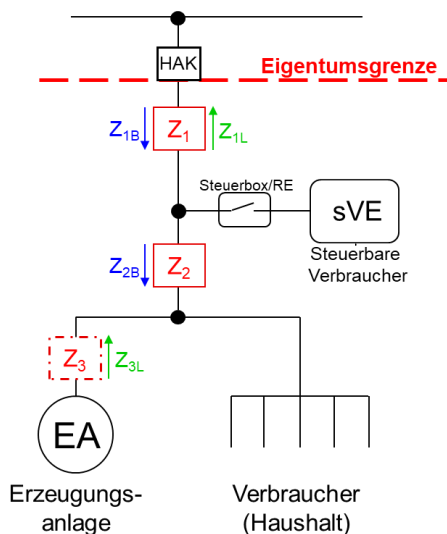 HAK
Eigentumsgrenze
Z1B
Z1
Z1L
Steuerbox/RE
sVE
Steuerbare
Verbraucher
Z2B
Z2
Z3
Z3L
EA
Erzeugungs-
anlage
Verbraucher
(Haushalt)